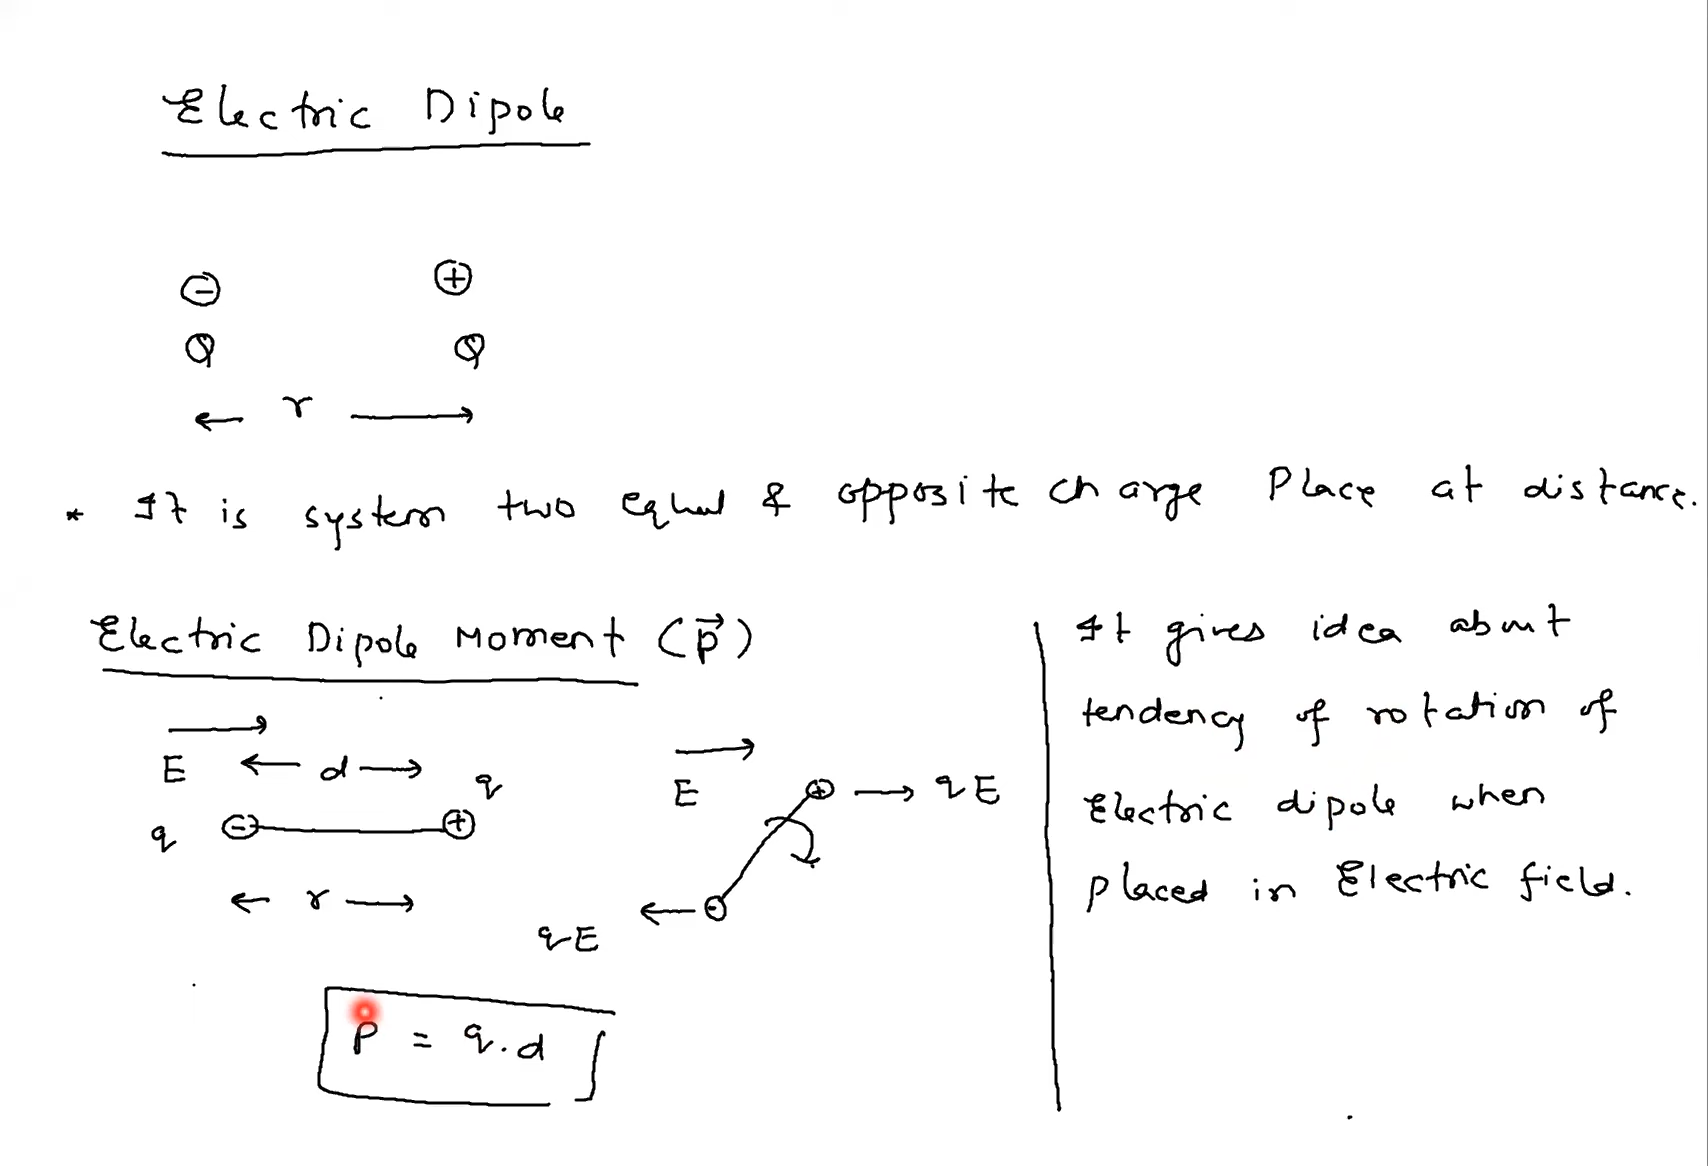 Electric Dipole
⊖ ⊕
Q Q
← r →
* It is system two equal & opposite charge Place at distance.
Electric Dipole Moment (p⃗)
E ← d → q
q ⊖ ⊕
← r →
E ⊕ → qE
qE ← ⊖
P = q.d
It gives idea about
tendency of rotation of
Electric dipole when
placed in Electric field.